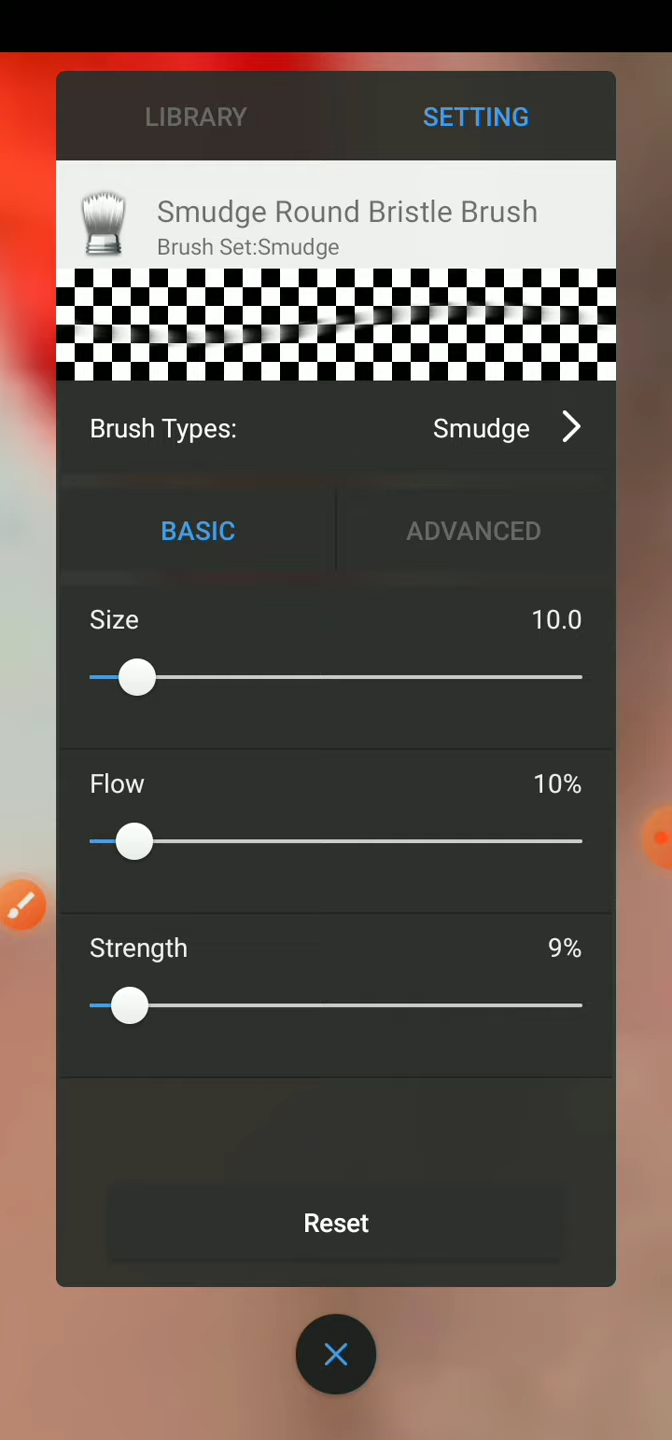 LIBRARY SETTING
Smudge Round Bristle Brush
Brush Set:Smudge
Brush Types: Smudge
BASIC ADVANCED
Size 10.0
Flow 10%
Strength 9%
Reset